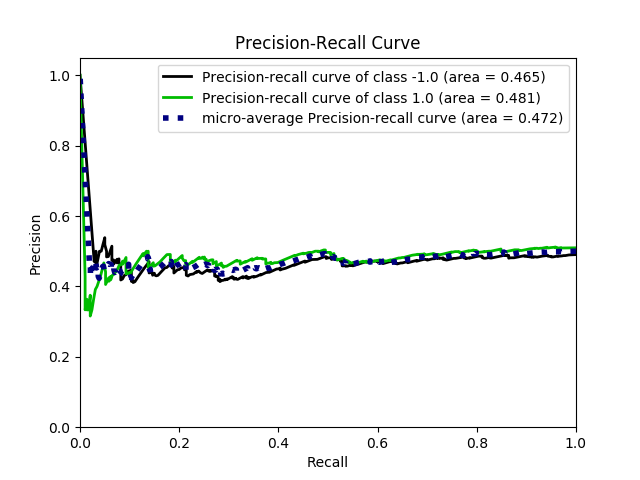 Precision-Recall Curve
Precision-recall curve of class -1.0 (area = 0.465)
Precision-recall curve of class 1.0 (area = 0.481)
micro-average Precision-recall curve (area = 0.472)
1.0
0.8
0.6
0.4
0.2
0.0
Precision
0.0 0.2 0.4 0.6 0.8 1.0
Recall